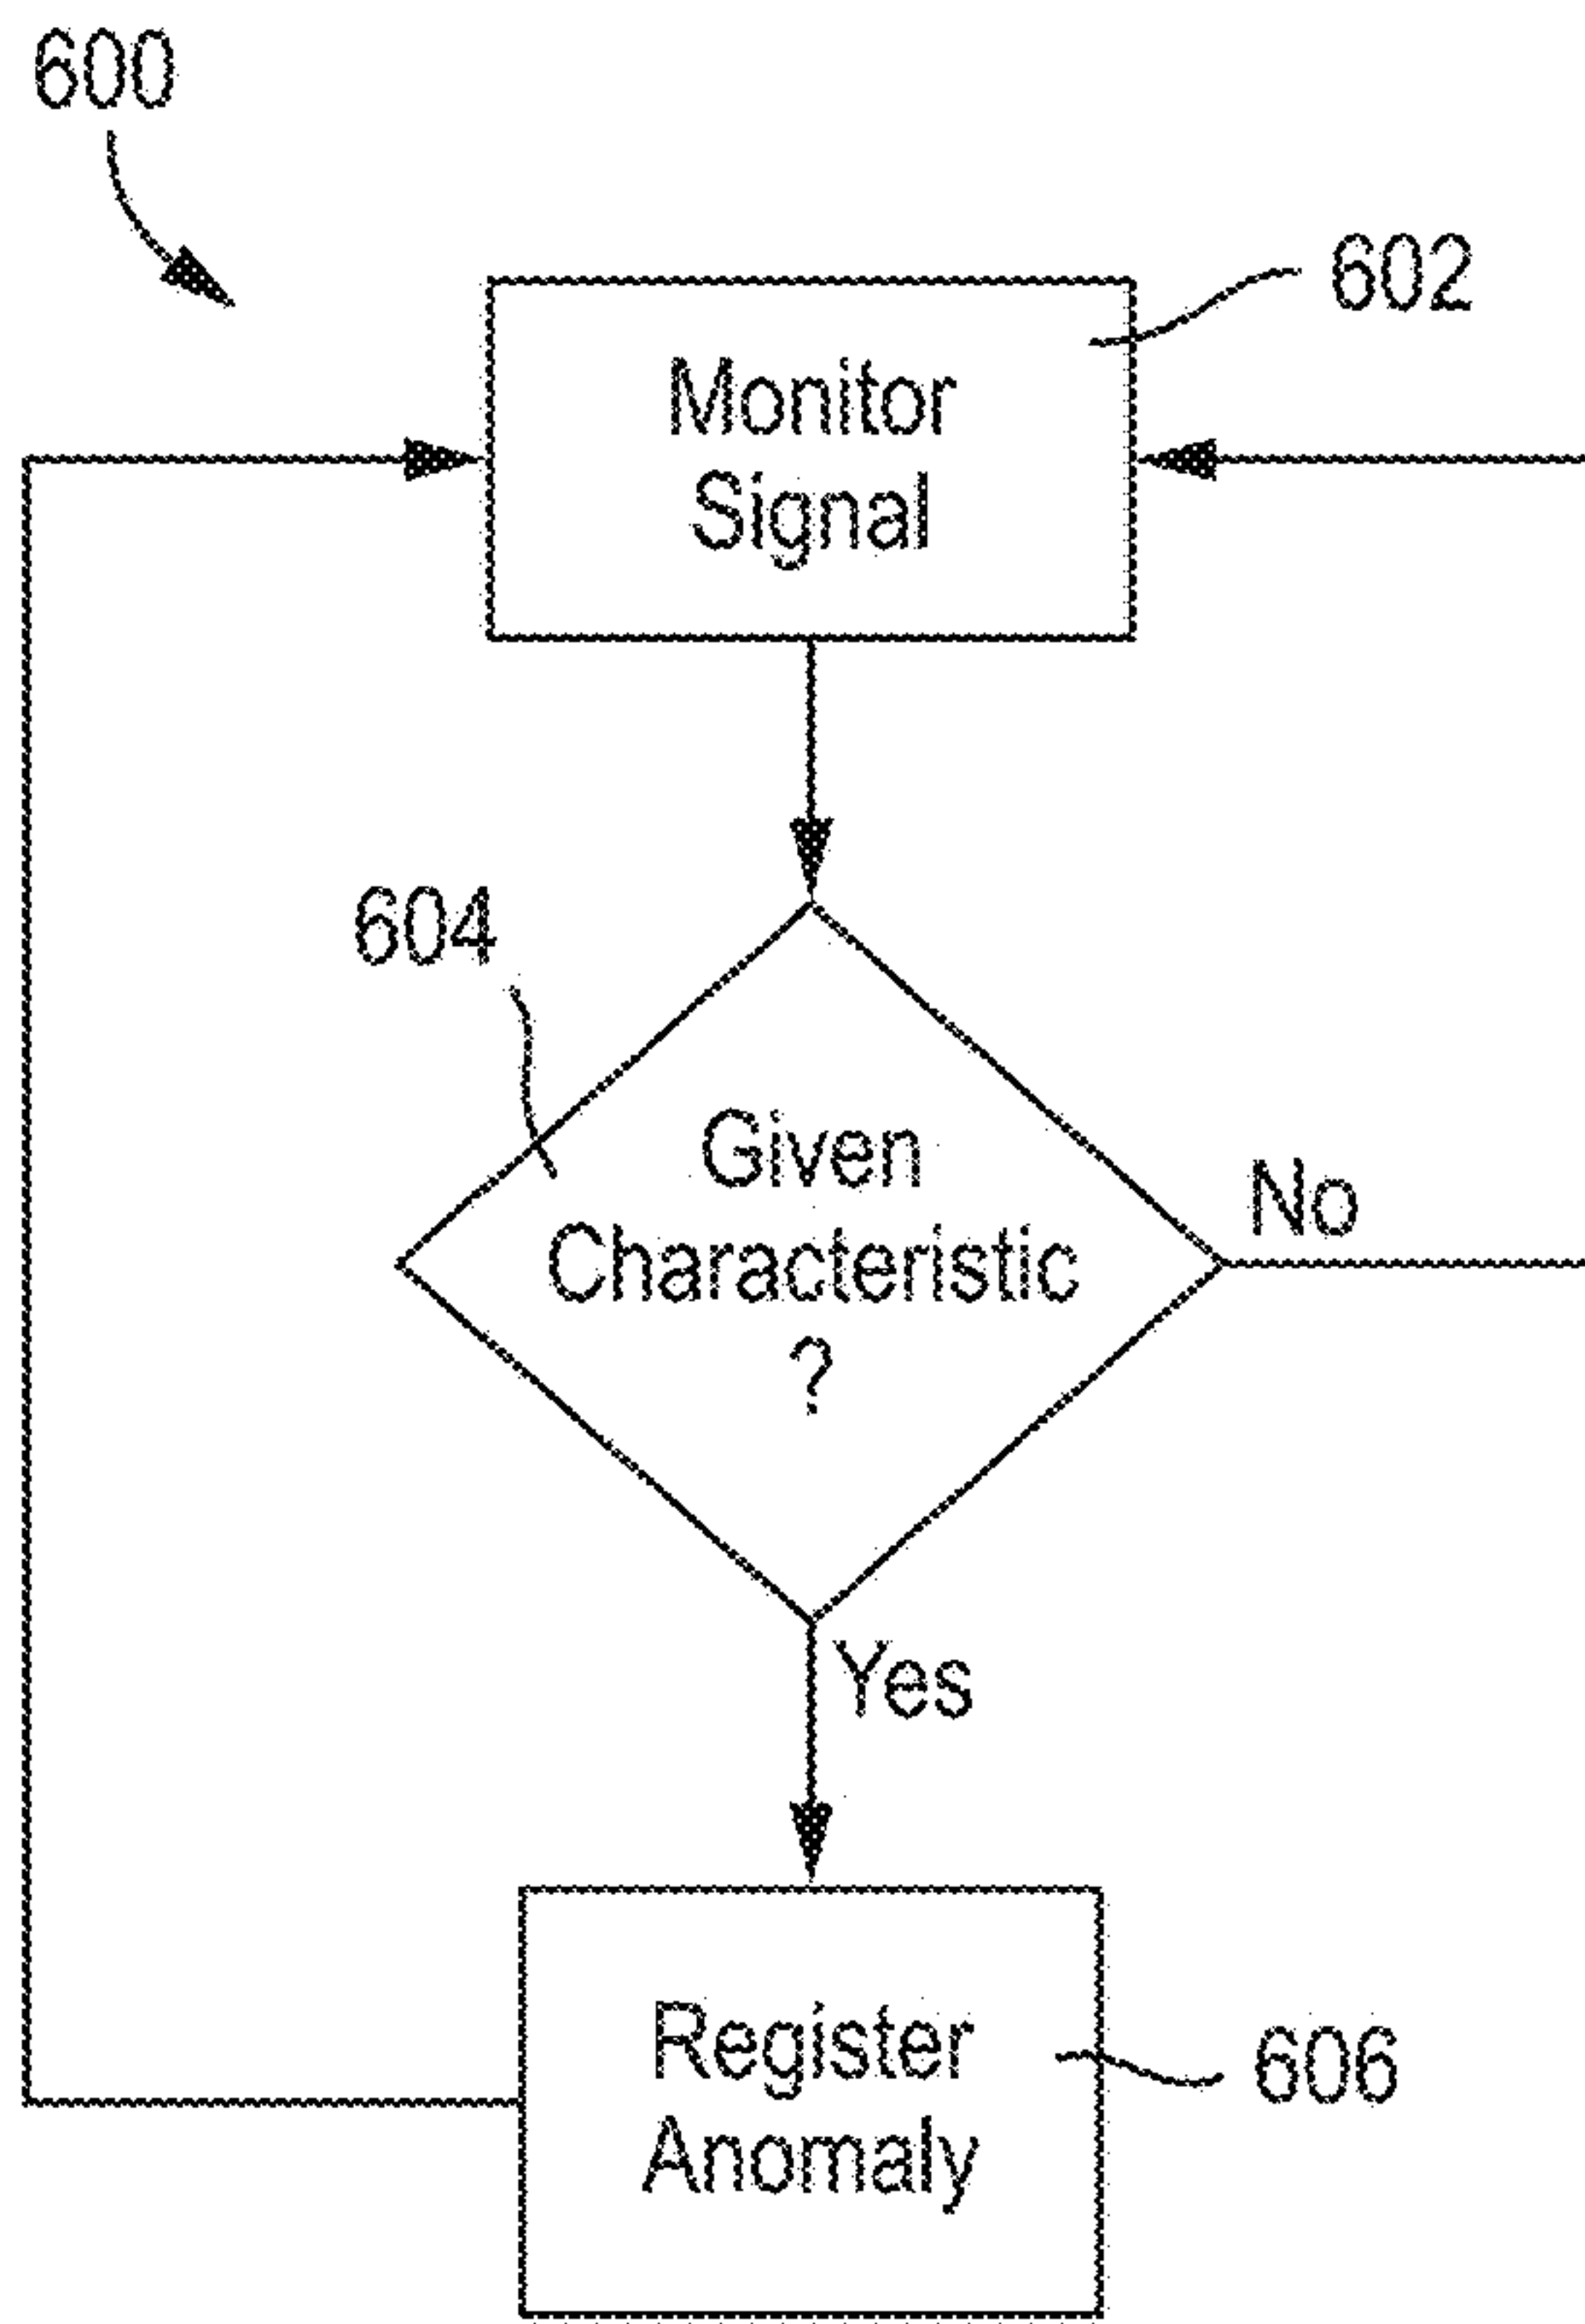 600
602
Monitor
Signal
604
Given
Characteristic
?
No
Yes
Register
Anomaly
606